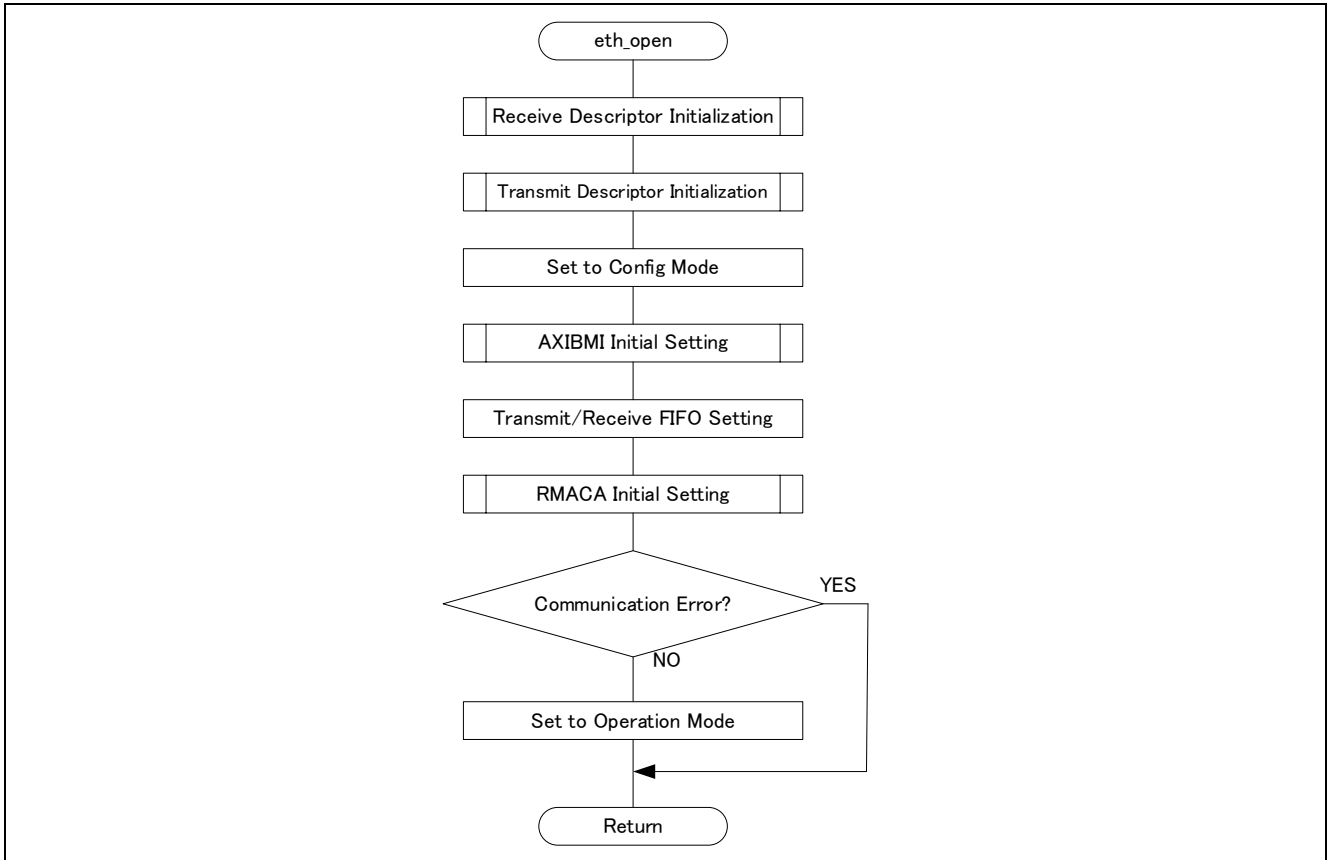 eth_open
Receive Descriptor Initialization
Transmit Descriptor Initialization
Set to Config Mode
AXIBMI Initial Setting
Transmit/Receive FIFO Setting
RMACA Initial Setting
YES
Communication Error?
NO
Set to Operation Mode
Return